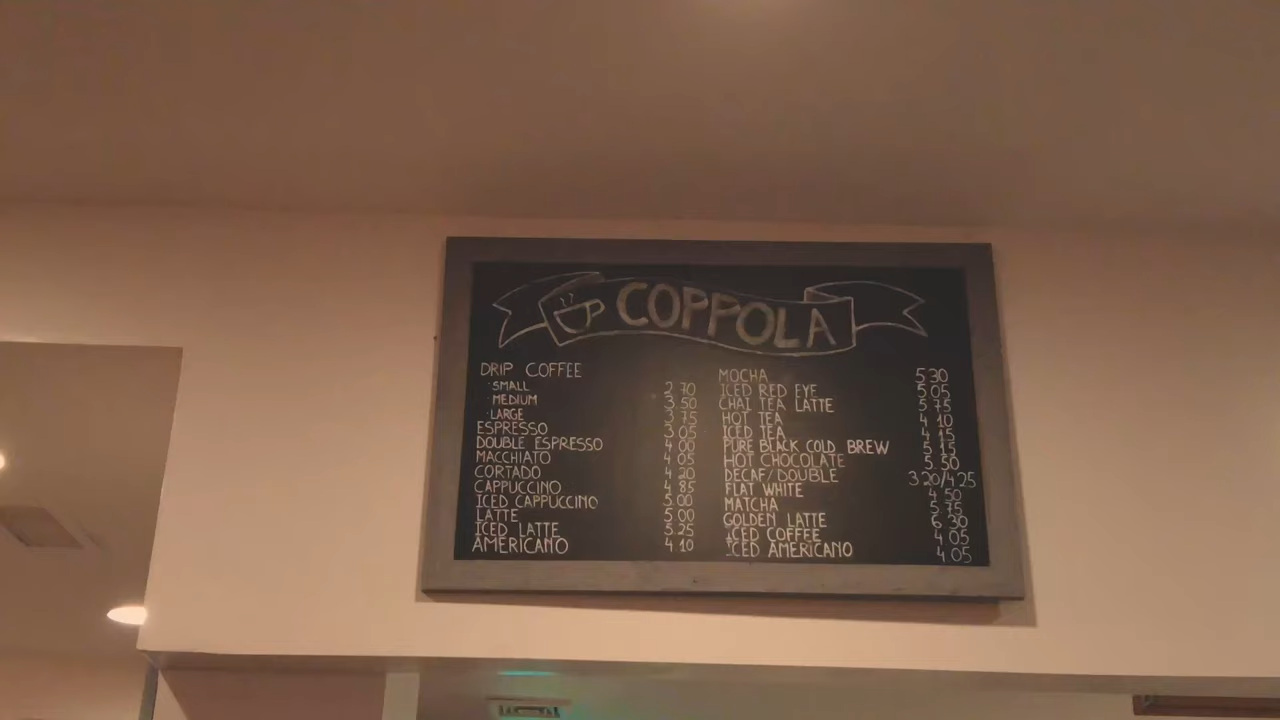 COPPOLA
DRIP COFFEE
· SMALL 2 70
· MEDIUM 3 50
· LARGE 3 75
ESPRESSO 3 05
DOUBLE ESPRESSO 4 00
MACCHIATO 4 05
CORTADO 4 20
CAPPUCCINO 4 85
ICED CAPPUCCINO 5 00
LATTE 5 00
ICED LATTE 5 25
AMERICANO 4 10
MOCHA 5 30
ICED RED EYE 5 05
CHAI TEA LATTE 5 75
HOT TEA 4 10
ICED TEA 4 15
PURE BLACK COLD BREW 5 15
HOT CHOCOLATE 5 50
DECAF/DOUBLE 3 20/4 25
FLAT WHITE 4 50
MATCHA 5 75
GOLDEN LATTE 6 30
ICED COFFEE 4 05
ICED AMERICANO 4 05